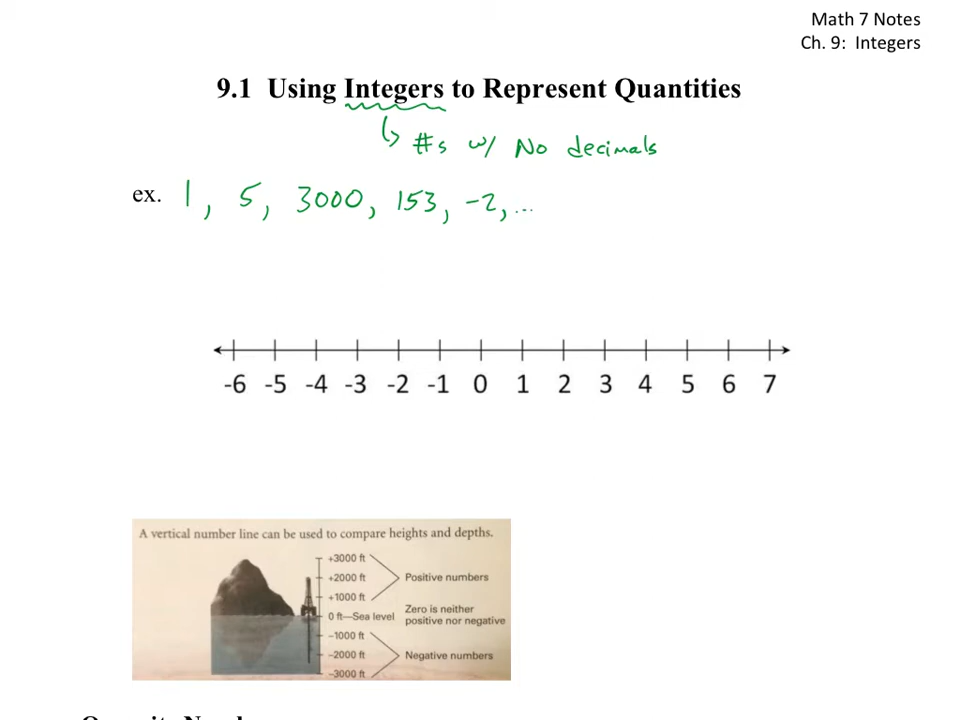 Math 7 Notes
Ch. 9: Integers
9.1 Using Integers to Represent Quantities
#s w/ No decimals
ex. 1, 5, 3000, 153, -2, ...
-6 -5 -4 -3 -2 -1 0 1 2 3 4 5 6 7
A vertical number line can be used to compare heights and depths.
+3000 ft
+2000 ft Positive numbers
+1000 ft
0 ft—Sea level Zero is neither
positive nor negative
−1000 ft
−2000 ft Negative numbers
−3000 ft